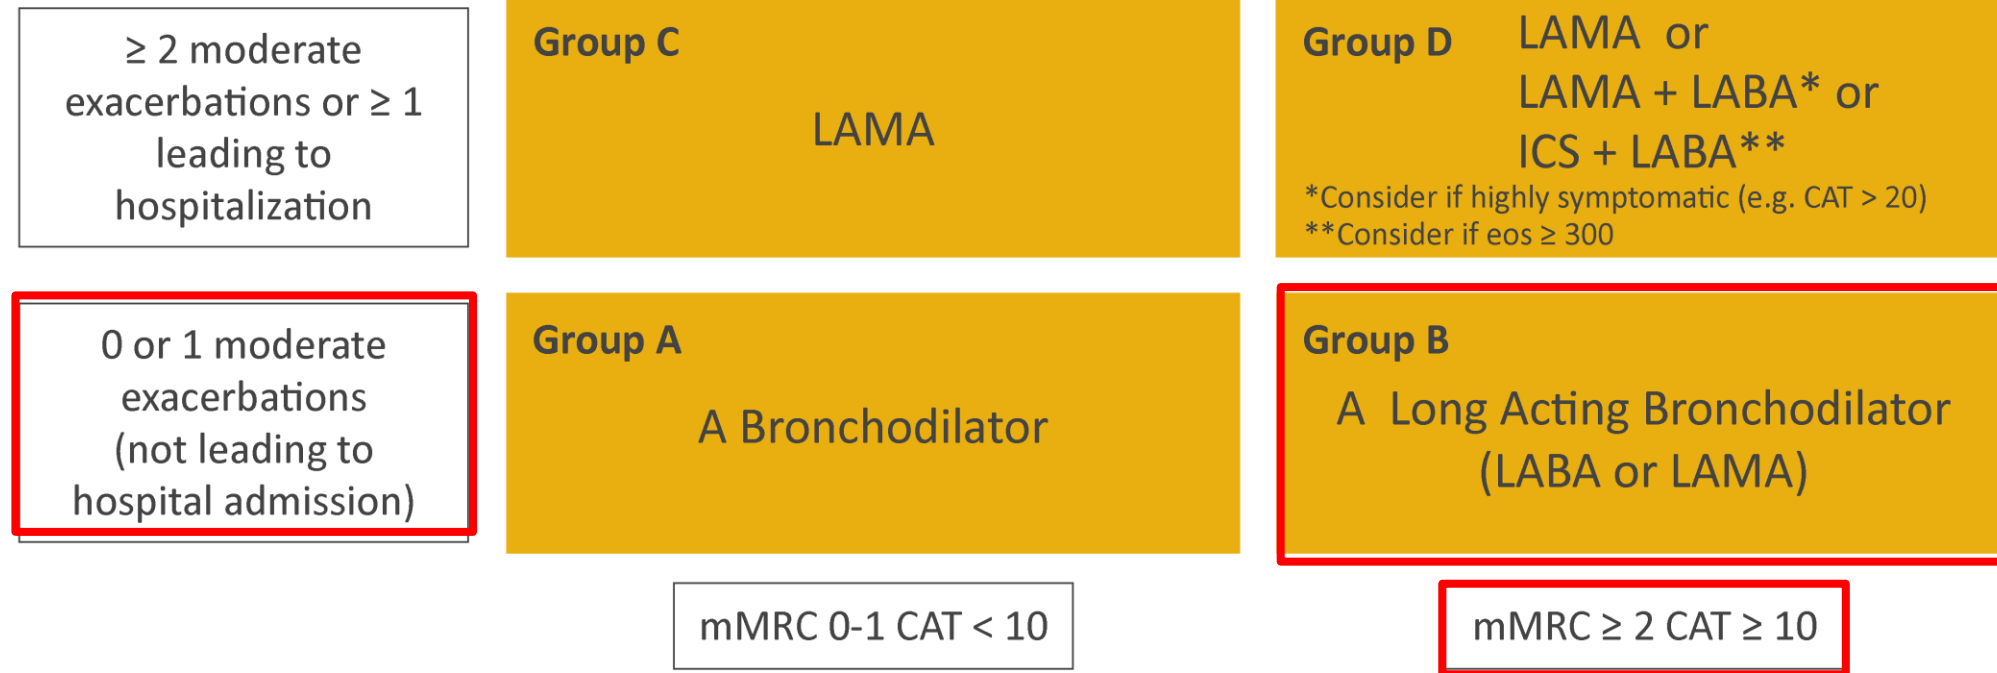 ≥ 2 moderate
exacerbations or ≥ 1
leading to
hospitalization
Group C
LAMA
Group D
LAMA or
LAMA + LABA* or
ICS + LABA**
*Consider if highly symptomatic (e.g. CAT > 20)
**Consider if eos ≥ 300
0 or 1 moderate
exacerbations
(not leading to
hospital admission)
Group A
A Bronchodilator
Group B
A Long Acting Bronchodilator
(LABA or LAMA)
mMRC 0-1 CAT < 10
mMRC ≥ 2 CAT ≥ 10